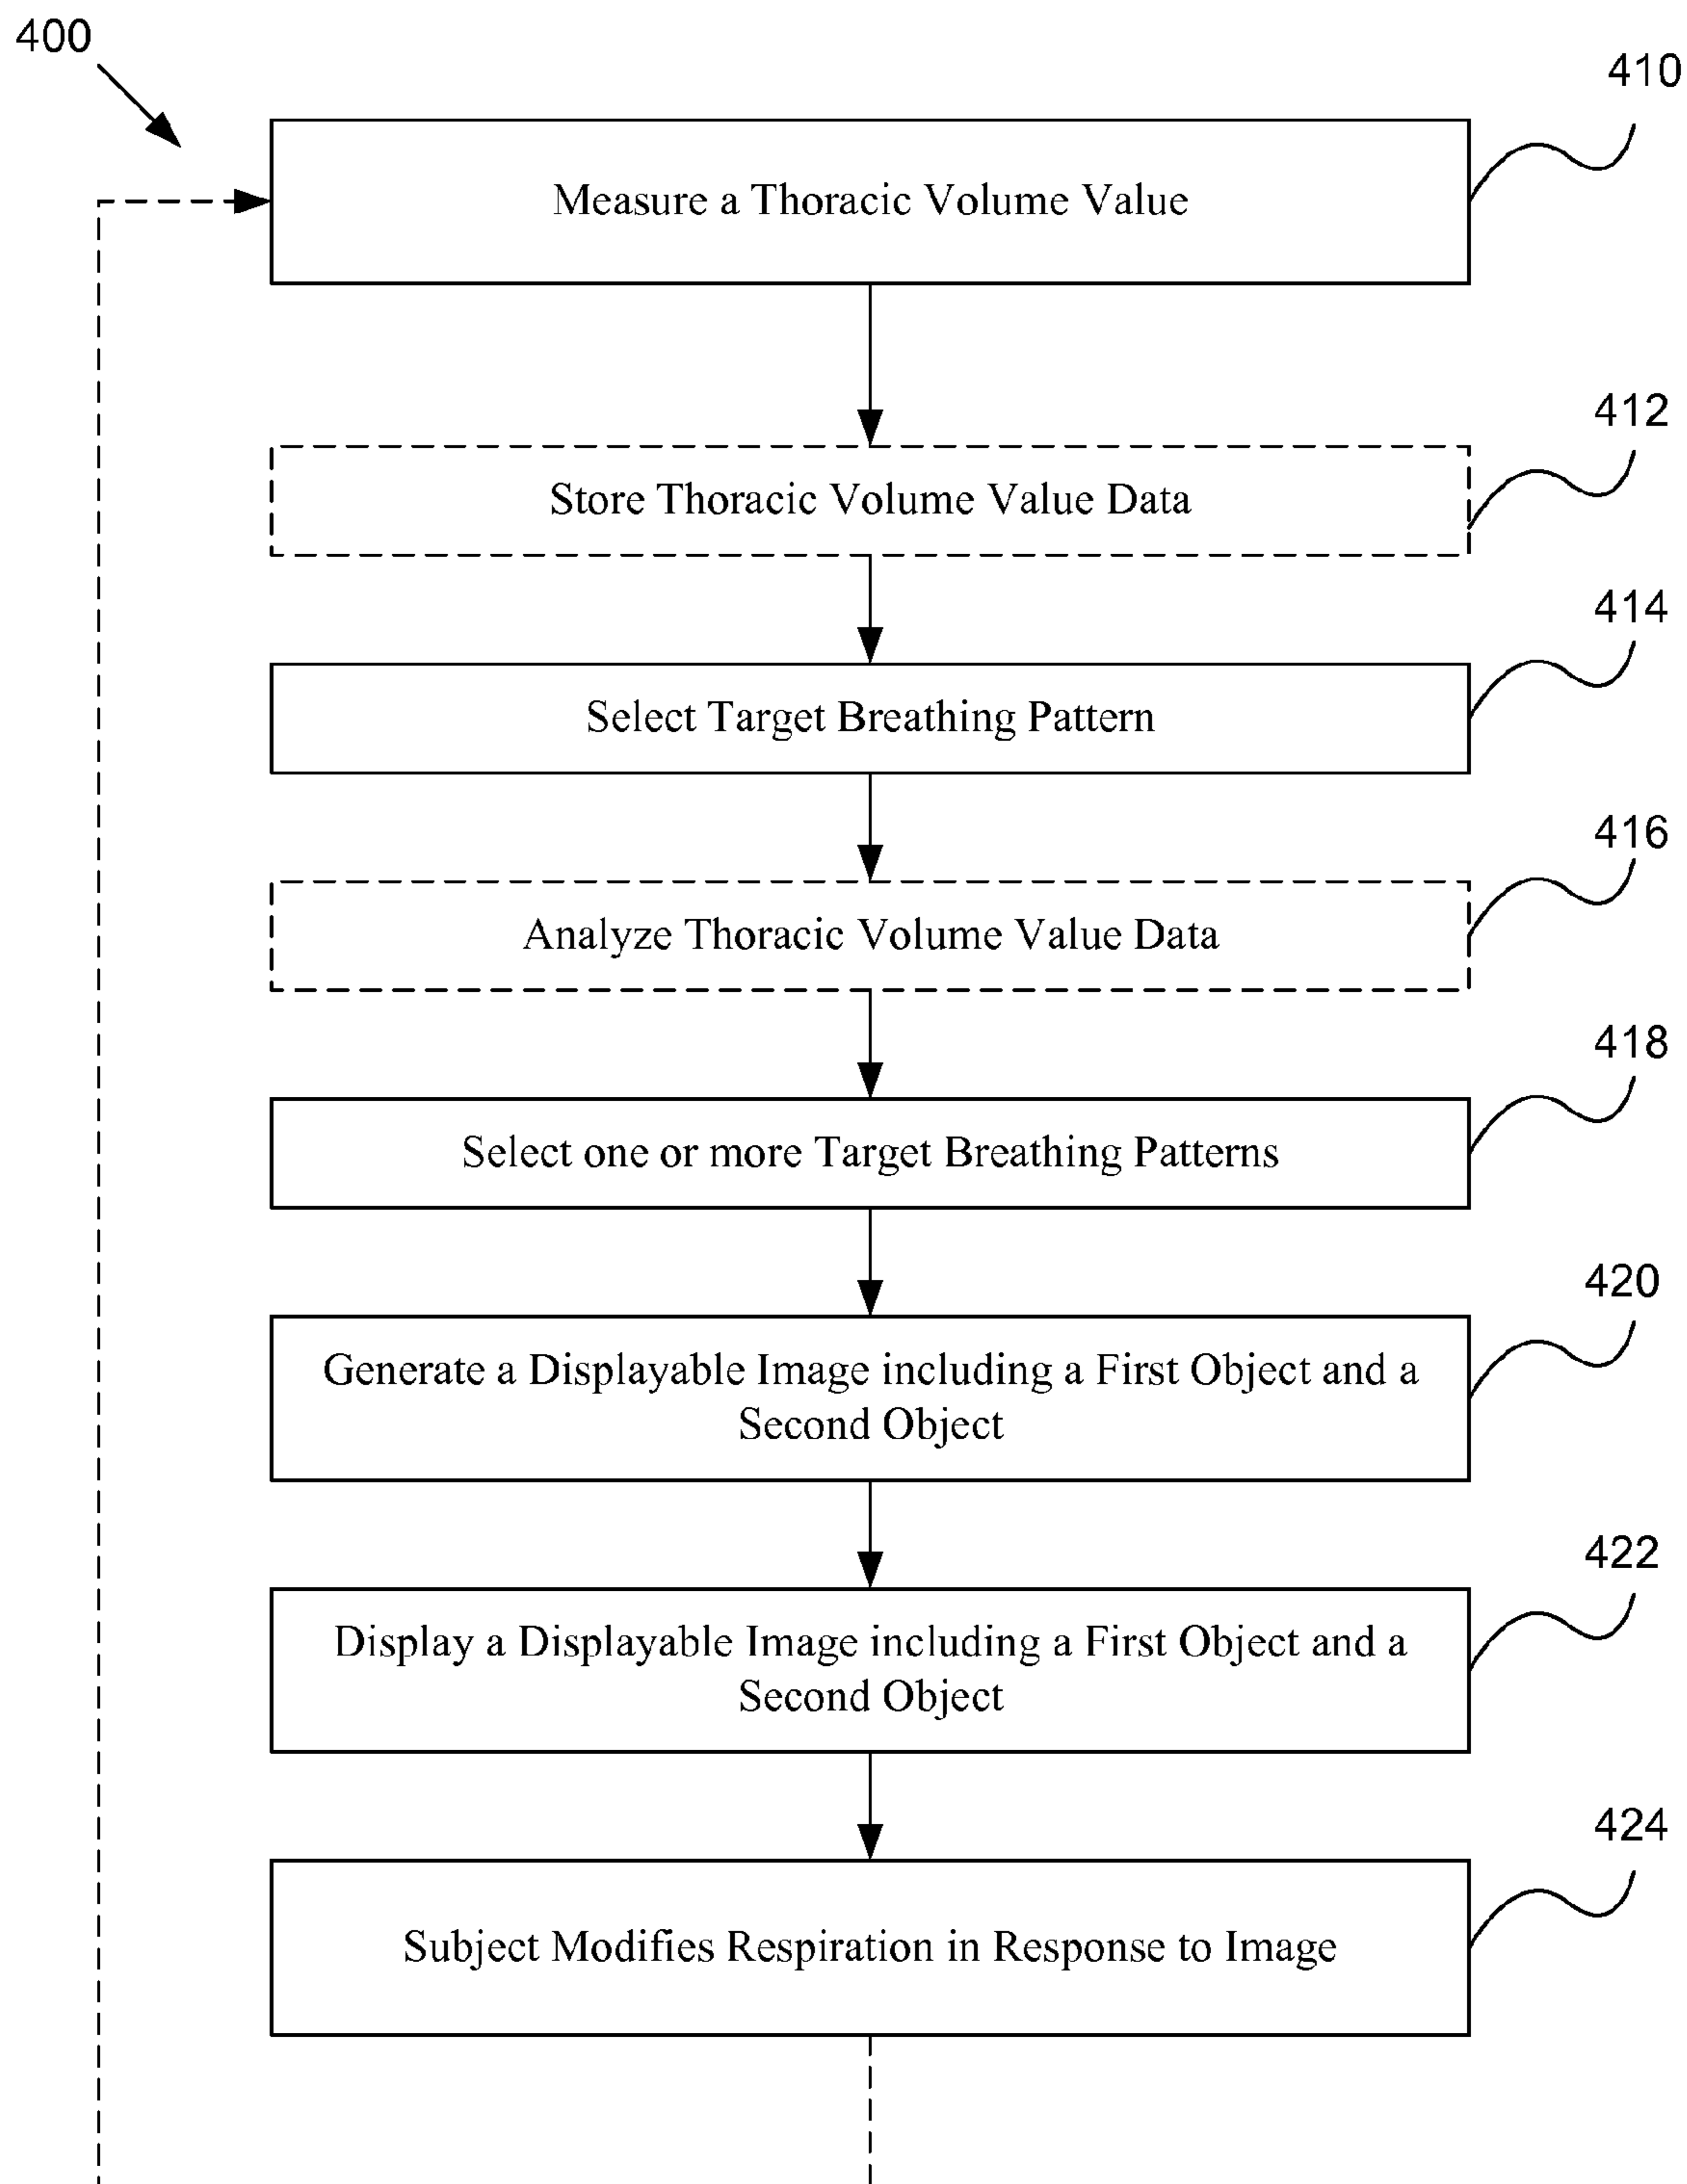 400
410
Measure a Thoracic Volume Value
412
Store Thoracic Volume Value Data
414
Select Target Breathing Pattern
416
Analyze Thoracic Volume Value Data
418
Select one or more Target Breathing Patterns
420
Generate a Displayable Image including a First Object and a
Second Object
422
Display a Displayable Image including a First Object and a
Second Object
424
Subject Modifies Respiration in Response to Image